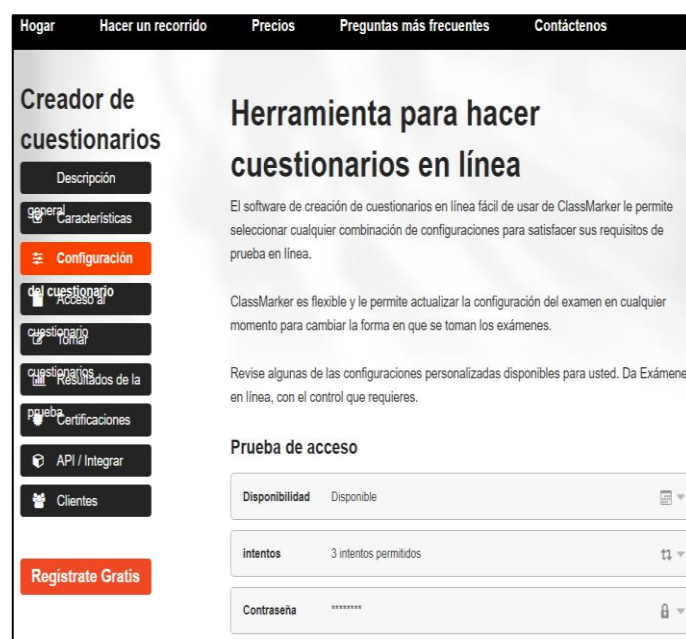 Hogar Hacer un recorrido Precios Preguntas más frecuentes Contáctenos
Creador de
cuestionarios
Descripción
general
Características
Configuración
del cuestionario
Acceso al
cuestionario
Tomar
cuestionarios
Resultados de la
prueba
Certificaciones
API / Integrar
Clientes
Regístrate Gratis
Herramienta para hacer
cuestionarios en línea
El software de creación de cuestionarios en línea fácil de usar de ClassMarker le permite
seleccionar cualquier combinación de configuraciones para satisfacer sus requisitos de
prueba en línea.
ClassMarker es flexible y le permite actualizar la configuración del examen en cualquier
momento para cambiar la forma en que se toman los exámenes.
Revise algunas de las configuraciones personalizadas disponibles para usted. Da Exámene
en línea, con el control que requieres.
Prueba de acceso
Disponibilidad Disponible
intentos 3 intentos permitidos
Contraseña ********